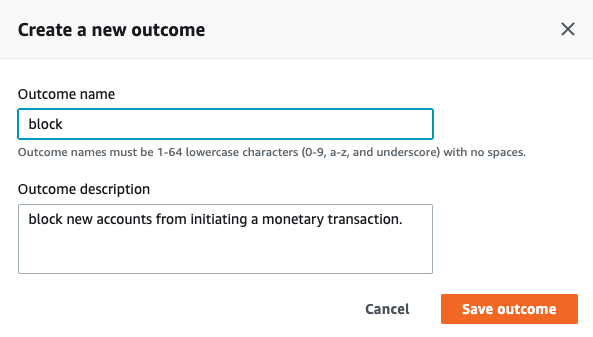 Create a new outcome
Outcome name
block
Outcome names must be 1-64 lowercase characters (0-9, a-z, and underscore) with no spaces.
Outcome description
block new accounts from initiating a monetary transaction.
Cancel Save outcome